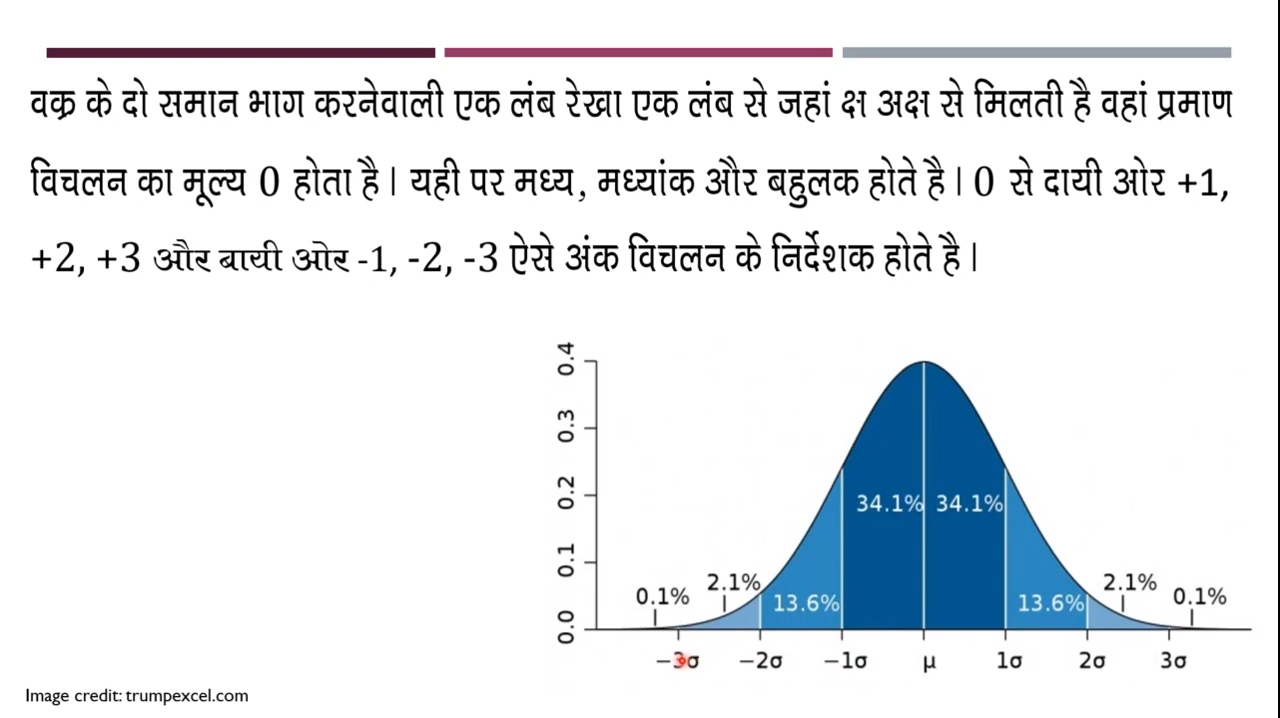 वक्र के दो समान भाग करनेवाली एक लंब रेखा एक लंब से जहां क्ष अक्ष से मिलती है वहां प्रमाण
विचलन का मूल्य 0 होता है। यही पर मध्य, मध्यांक और बहुलक होते है। 0 से दायी ओर +1,
+2, +3 और बायी ओर -1, -2, -3 ऐसे अंक विचलन के निर्देशक होते है।
0.4
0.3
0.2
0.1
0.0
34.1% 34.1%
0.1% 2.1% 13.6% 13.6% 2.1% 0.1%
−3σ −2σ −1σ μ 1σ 2σ 3σ
Image credit: trumpexcel.com